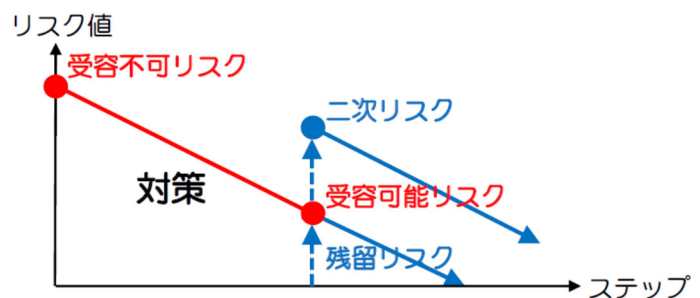 リスク値
受容不可リスク
二次リスク
対策
受容可能リスク
残留リスク
ステップ